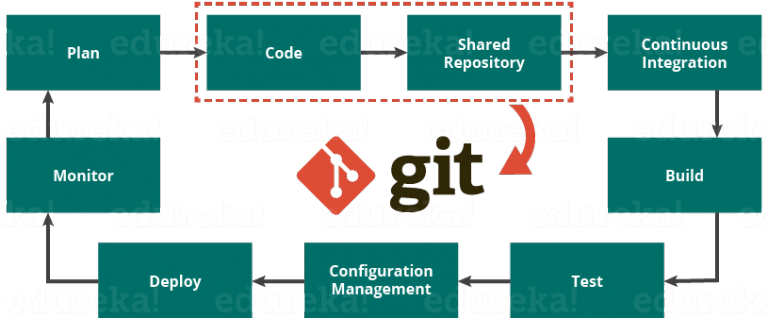 Plan
Code
Shared
Repository
Continuous
Integration
Monitor
git
Build
Deploy
Configuration
Management
Test
edureka!